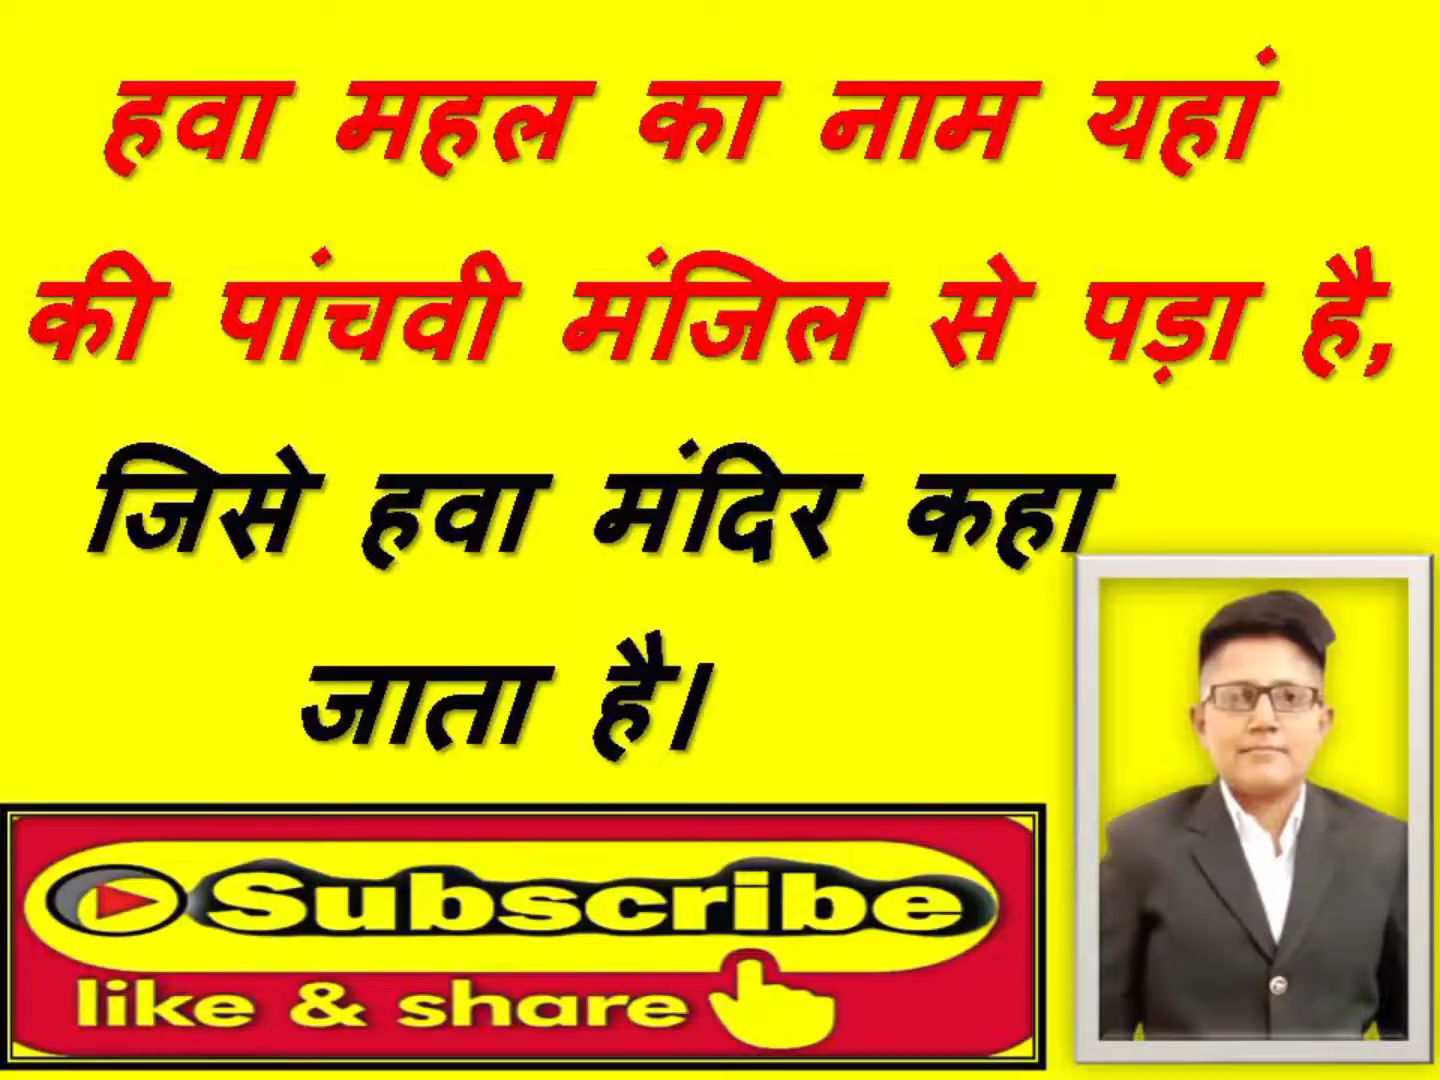 हवा महल का नाम यहां
की पांचवी मंजिल से पड़ा है,
जिसे हवा मंदिर कहा
जाता है।
Subscribe
like & share